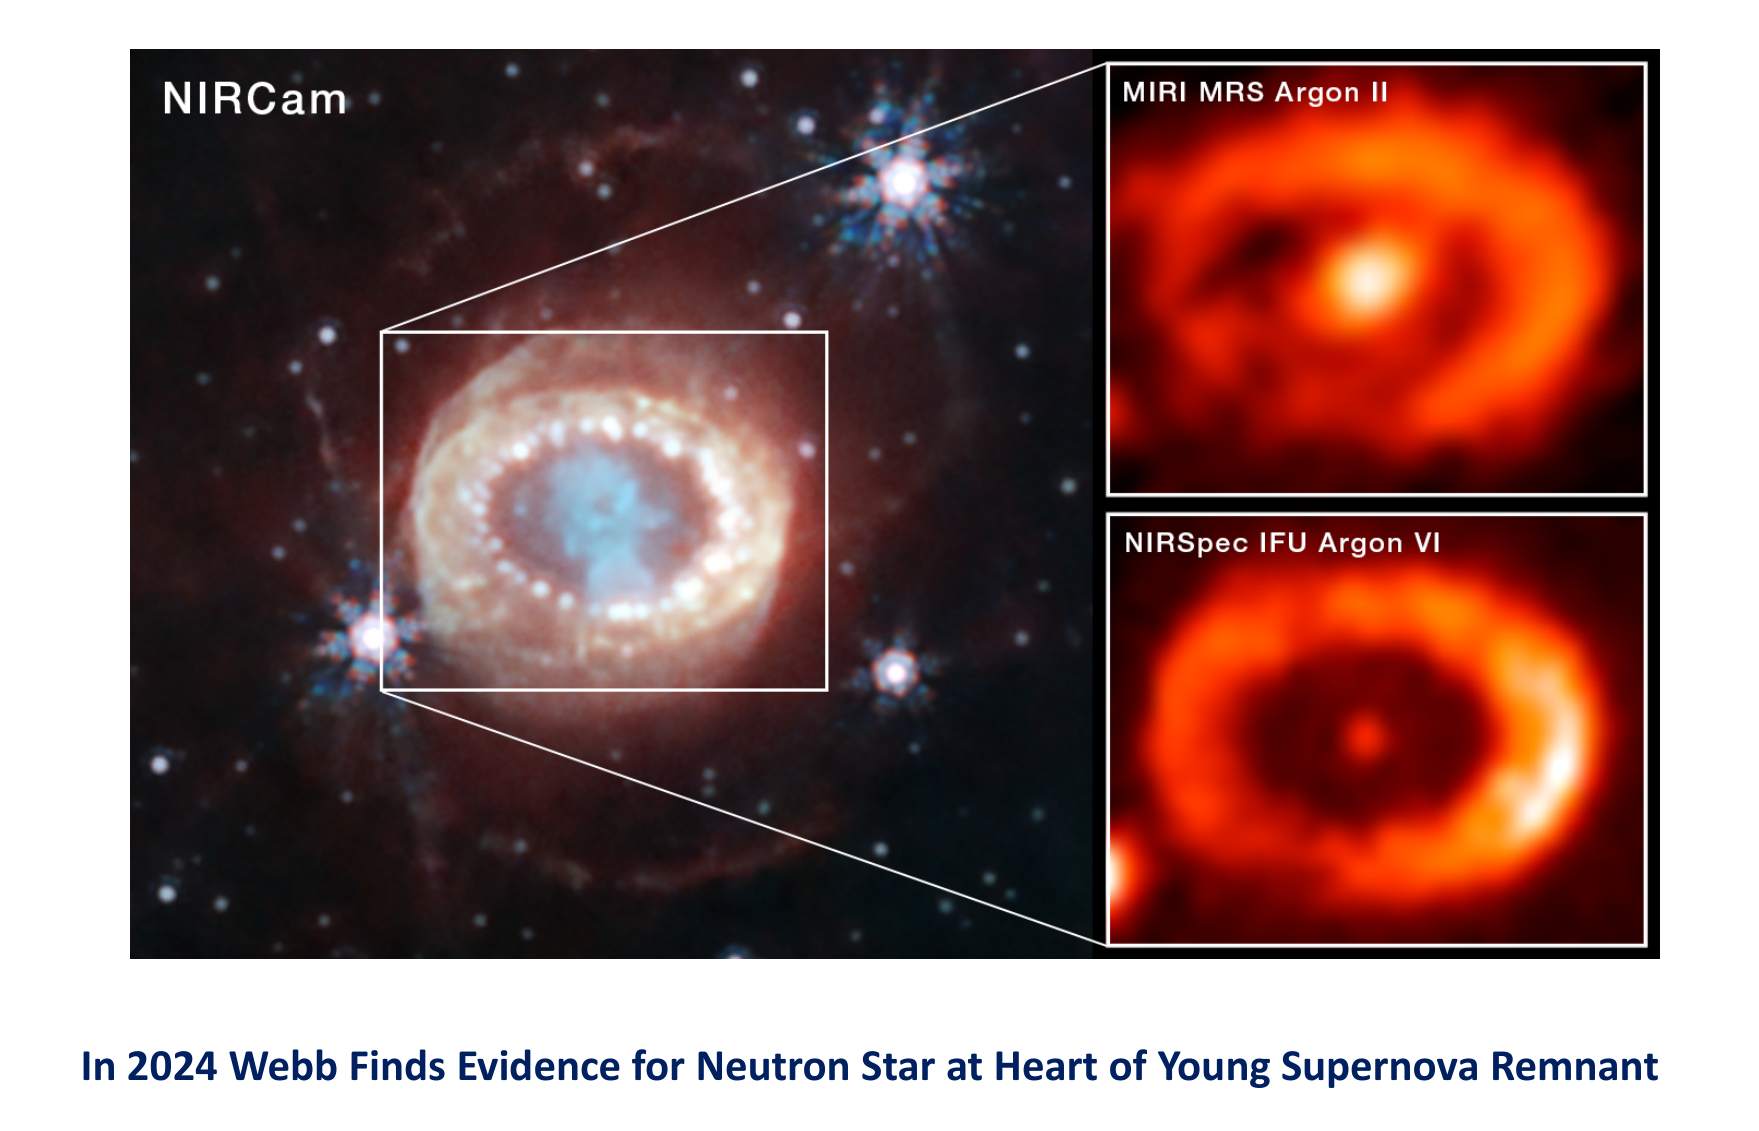 NIRCam
MIRI MRS Argon II
NIRSpec IFU Argon VI
In 2024 Webb Finds Evidence for Neutron Star at Heart of Young Supernova Remnant